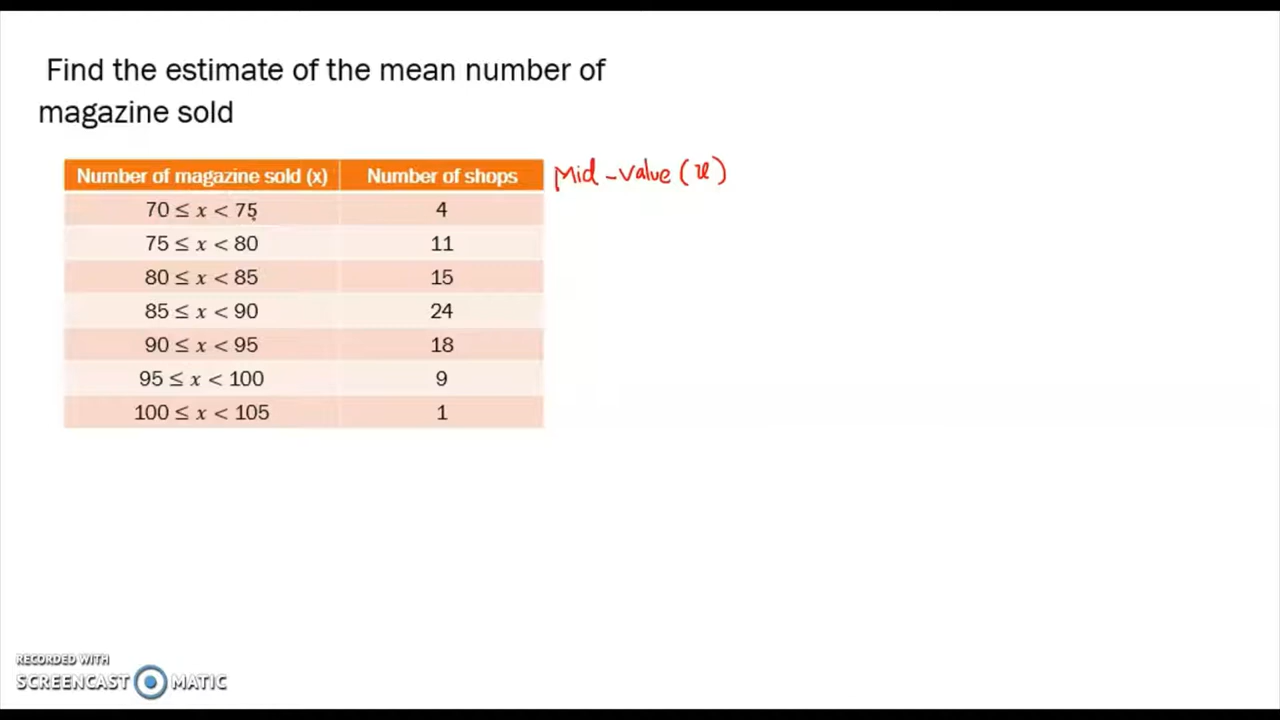 Find the estimate of the mean number of
magazine sold
Number of magazine sold (x) Number of shops Mid-value (x)
70 ≤ x < 75 4
75 ≤ x < 80 11
80 ≤ x < 85 15
85 ≤ x < 90 24
90 ≤ x < 95 18
95 ≤ x < 100 9
100 ≤ x < 105 1
RECORDED WITH
SCREENCAST MATIC